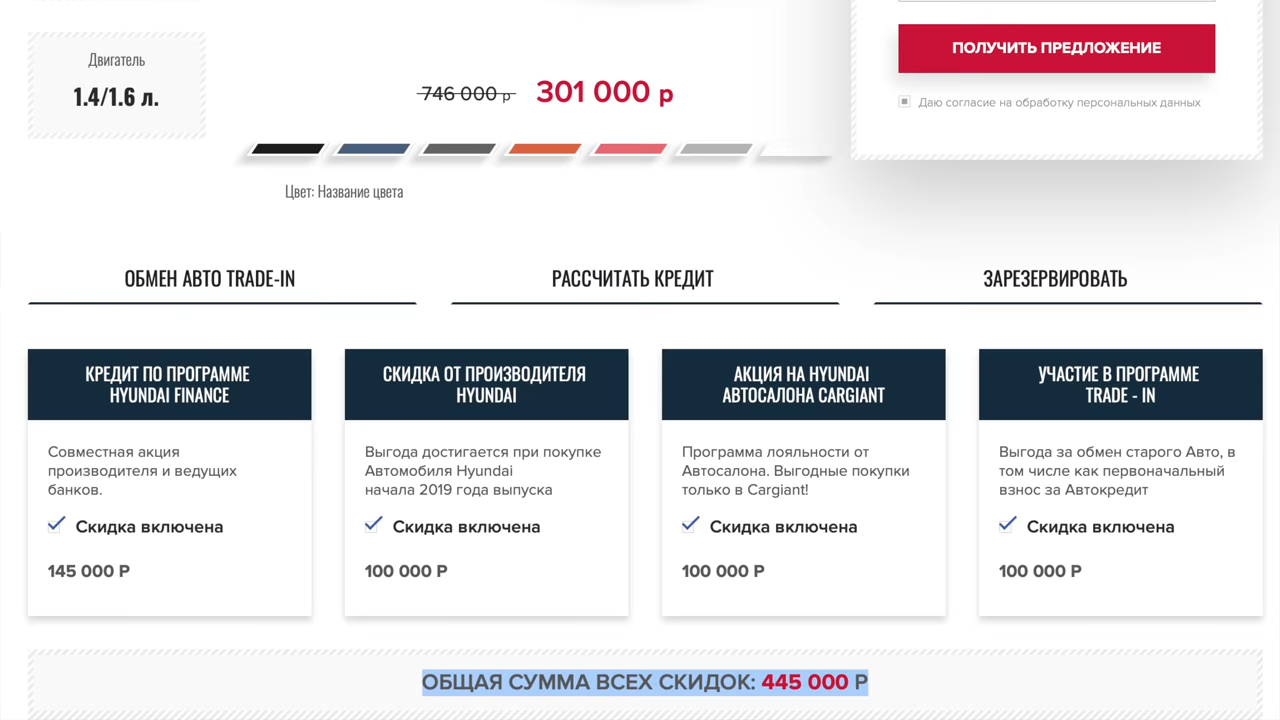 ПОЛУЧИТЬ ПРЕДЛОЖЕНИЕ
Двигатель
1.4/1.6 л.
746 000 р 301 000 р
Даю согласие на обработку персональных данных
Цвет: Название цвета
ОБМЕН АВТО TRADE-IN
РАССЧИТАТЬ КРЕДИТ
ЗАРЕЗЕРВИРОВАТЬ
КРЕДИТ ПО ПРОГРАММЕ
HYUNDAI FINANCE
Совместная акция
производителя и ведущих
банков.
Скидка включена
145 000 Р
СКИДКА ОТ ПРОИЗВОДИТЕЛЯ
HYUNDAI
Выгода достигается при покупке
Автомобиля Hyundai
начала 2019 года выпуска
Скидка включена
100 000 Р
АКЦИЯ НА HYUNDAI
АВТОСАЛОНА CARGIANT
Программа лояльности от
Автосалона. Выгодные покупки
только в Cargiant!
Скидка включена
100 000 Р
УЧАСТИЕ В ПРОГРАММЕ
TRADE - IN
Выгода за обмен старого Авто, в
том числе как первоначальный
взнос за Автокредит
Скидка включена
100 000 Р
ОБЩАЯ СУММА ВСЕХ СКИДОК: 445 000 Р